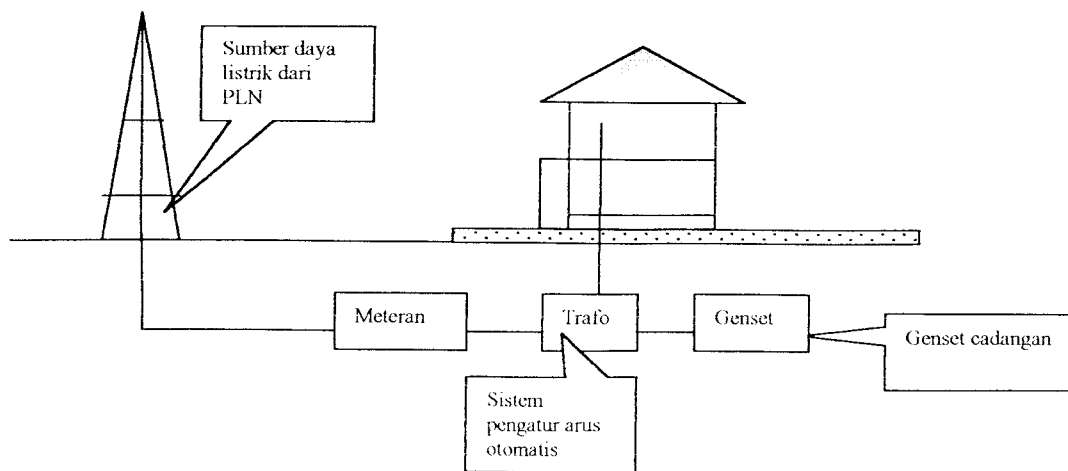 Sumber daya
listrik dari
PLN
Meteran
Trafo
Genset
Genset cadangan
Sistem
pengatur arus
otomatis